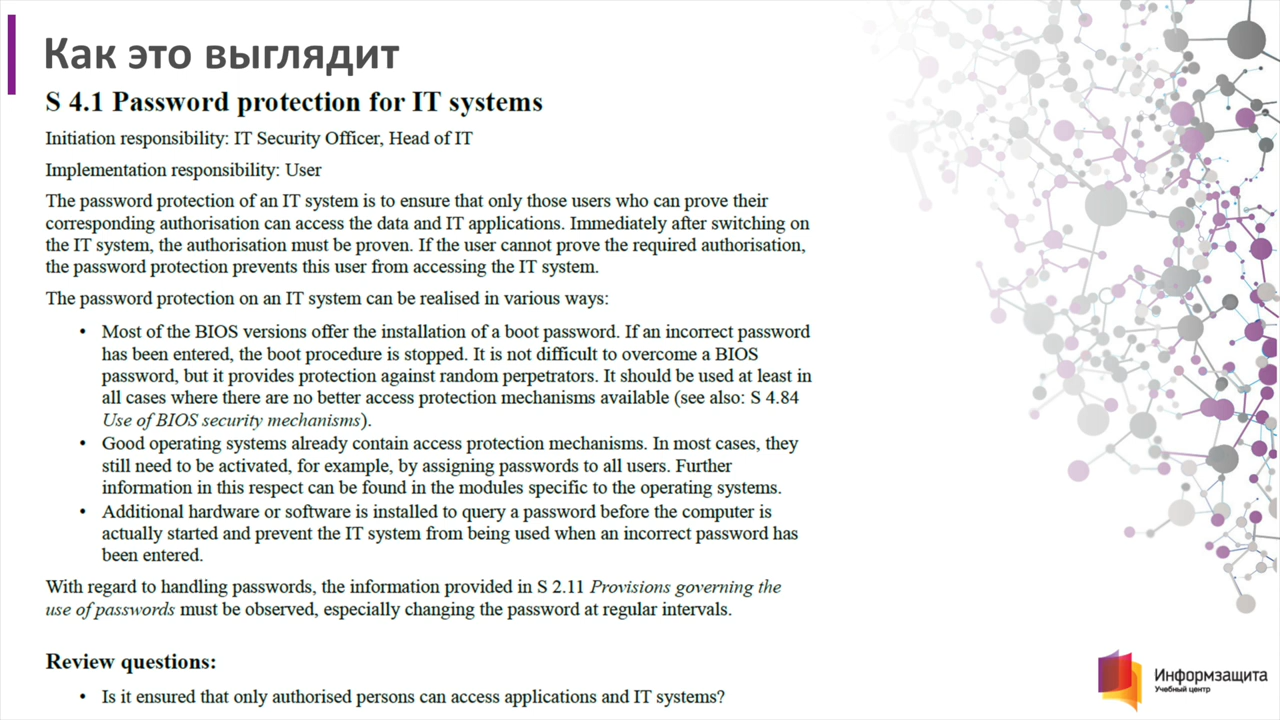 Как это выглядит
S 4.1 Password protection for IT systems
Initiation responsibility: IT Security Officer, Head of IT
Implementation responsibility: User
The password protection of an IT system is to ensure that only those users who can prove their
corresponding authorisation can access the data and IT applications. Immediately after switching on
the IT system, the authorisation must be proven. If the user cannot prove the required authorisation,
the password protection prevents this user from accessing the IT system.
The password protection on an IT system can be realised in various ways:
• Most of the BIOS versions offer the installation of a boot password. If an incorrect password
has been entered, the boot procedure is stopped. It is not difficult to overcome a BIOS
password, but it provides protection against random perpetrators. It should be used at least in
all cases where there are no better access protection mechanisms available (see also: S 4.84
Use of BIOS security mechanisms).
• Good operating systems already contain access protection mechanisms. In most cases, they
still need to be activated, for example, by assigning passwords to all users. Further
information in this respect can be found in the modules specific to the operating systems.
• Additional hardware or software is installed to query a password before the computer is
actually started and prevent the IT system from being used when an incorrect password has
been entered.
With regard to handling passwords, the information provided in S 2.11 Provisions governing the
use of passwords must be observed, especially changing the password at regular intervals.
Review questions:
• Is it ensured that only authorised persons can access applications and IT systems?
Информзащита
Учебный центр